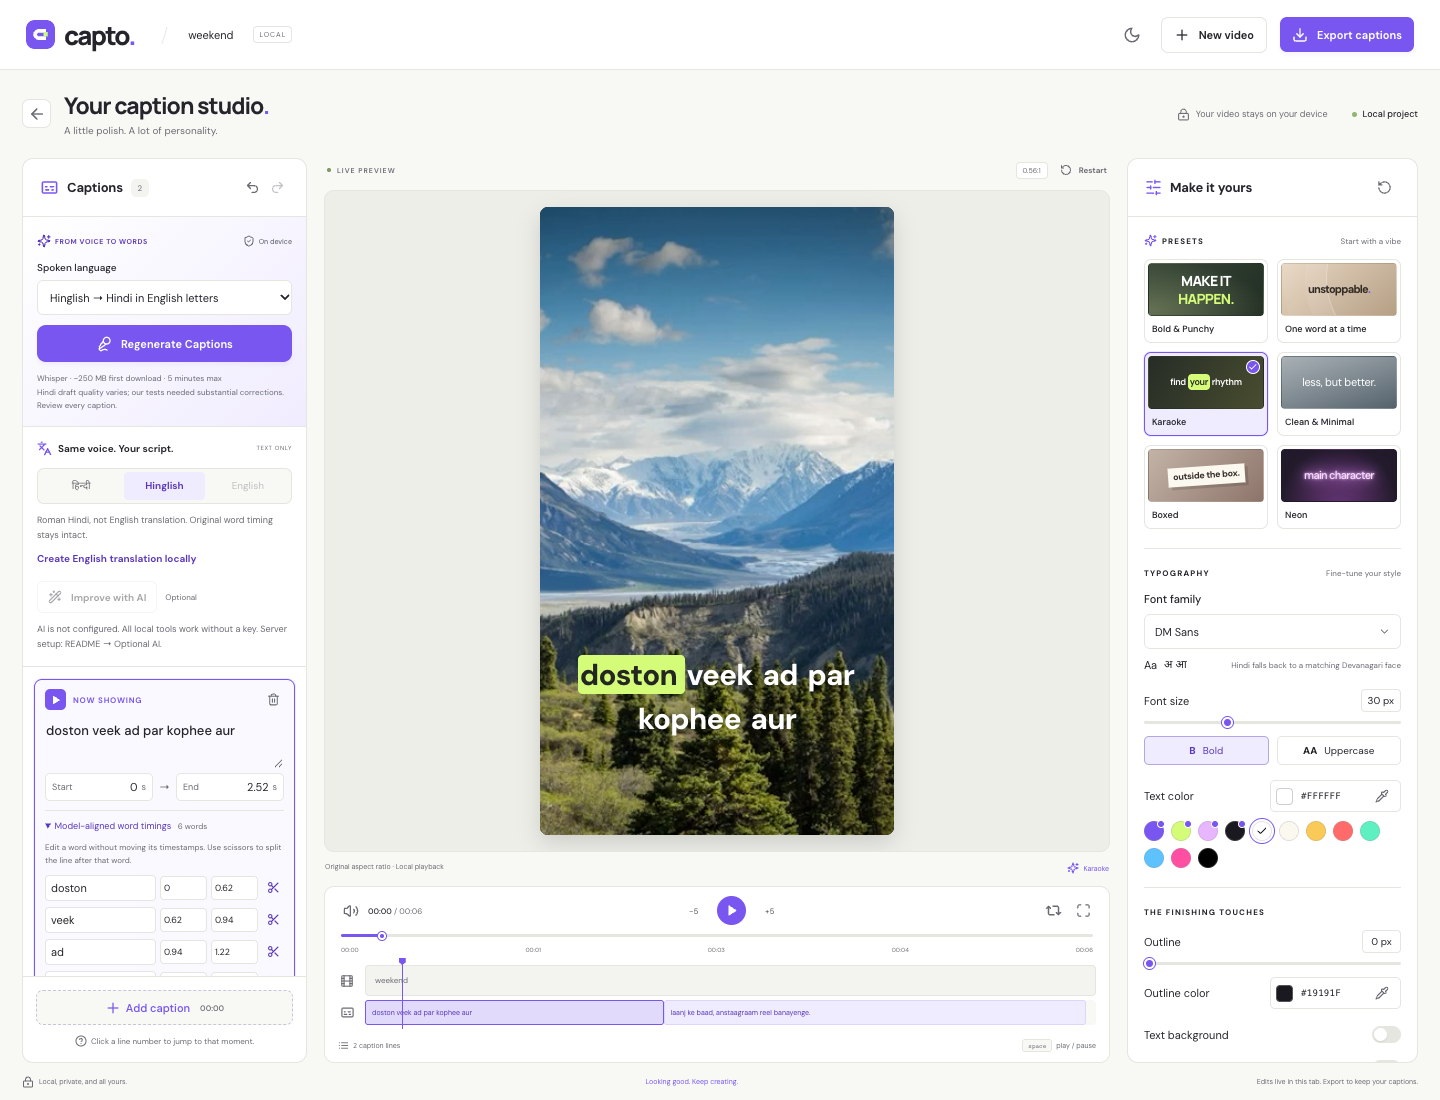 capto.
weekend
LOCAL
New video
Export captions
Your caption studio.
A little polish. A lot of personality.
Your video stays on your device
Local project
Captions 2
FROM VOICE TO WORDS
On device
Spoken language
Hinglish → Hindi in English letters
Regenerate Captions
Whisper · ~250 MB first download · 5 minutes max
Hindi draft quality varies; our tests needed substantial corrections.
Review every caption.
Same voice. Your script.
TEXT ONLY
हिन्दी
Hinglish
English
Roman Hindi, not English translation. Original word timing
stays intact.
Create English translation locally
Improve with AI
Optional
AI is not configured. All local tools work without a key. Server
setup: README → Optional AI.
NOW SHOWING
doston veek ad par kophee aur
Start 0 s → End 2.52 s
▼ Model-aligned word timings 6 words
Edit a word without moving its timestamps. Use scissors to split
the line after that word.
doston 0 0.62
veek 0.62 0.94
ad 0.94 1.22
+ Add caption 00:00
Click a line number to jump to that moment.
Local, private, and all yours.
LIVE PREVIEW
0.56:1
Restart
doston veek ad par
kophee aur
Original aspect ratio · Local playback
Karaoke
00:00 / 00:06
-5
+5
00:00
00:01
00:03
00:04
00:06
weekend
doston veek ad par kophee aur
laanj ke baad, anstaagraam reel banayenge.
2 caption lines
space play / pause
Looking good. Keep creating.
Make it yours
PRESETS
Start with a vibe
MAKE IT
HAPPEN.
Bold & Punchy
unstoppable.
One word at a time
find your rhythm
Karaoke
less, but better.
Clean & Minimal
outside the box.
Boxed
main character
Neon
TYPOGRAPHY
Fine-tune your style
Font family
DM Sans
Aa अ आ
Hindi falls back to a matching Devanagari face
Font size
30 px
B Bold
AA Uppercase
Text color
#FFFFFF
THE FINISHING TOUCHES
Outline
0 px
Outline color
#19191F
Text background
Edits live in this tab. Export to keep your captions.